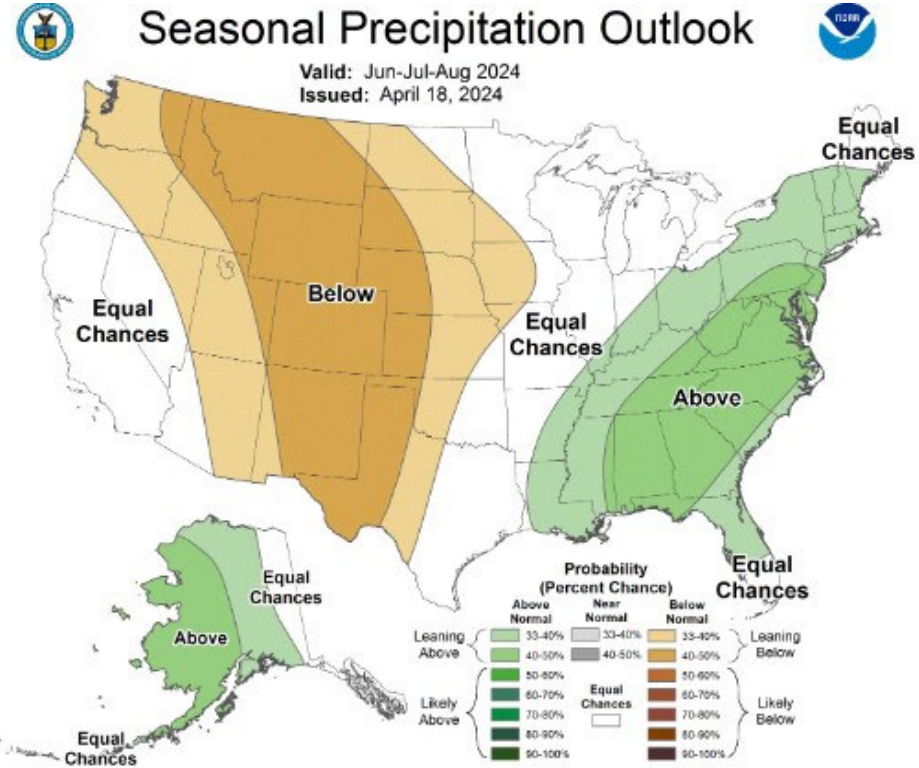 Seasonal Precipitation Outlook
NOAA
Valid: Jun-Jul-Aug 2024
Issued: April 18, 2024
Equal
Chances
Below
Equal
Chances
Equal
Chances
Above
Equal
Chances
Equal
Chances
Above
Equal
Chances
Probability
(Percent Chance)
Above
Normal
Near
Normal
Below
Normal
Leaning
Above
33-40%
33-40%
33-40%
Leaning
Below
40-50%
40-50%
40-50%
Likely
Above
50-60%
60-70%
70-80%
80-90%
90-100%
Equal
Chances
50-60%
60-70%
70-80%
80-90%
90-100%
Likely
Below